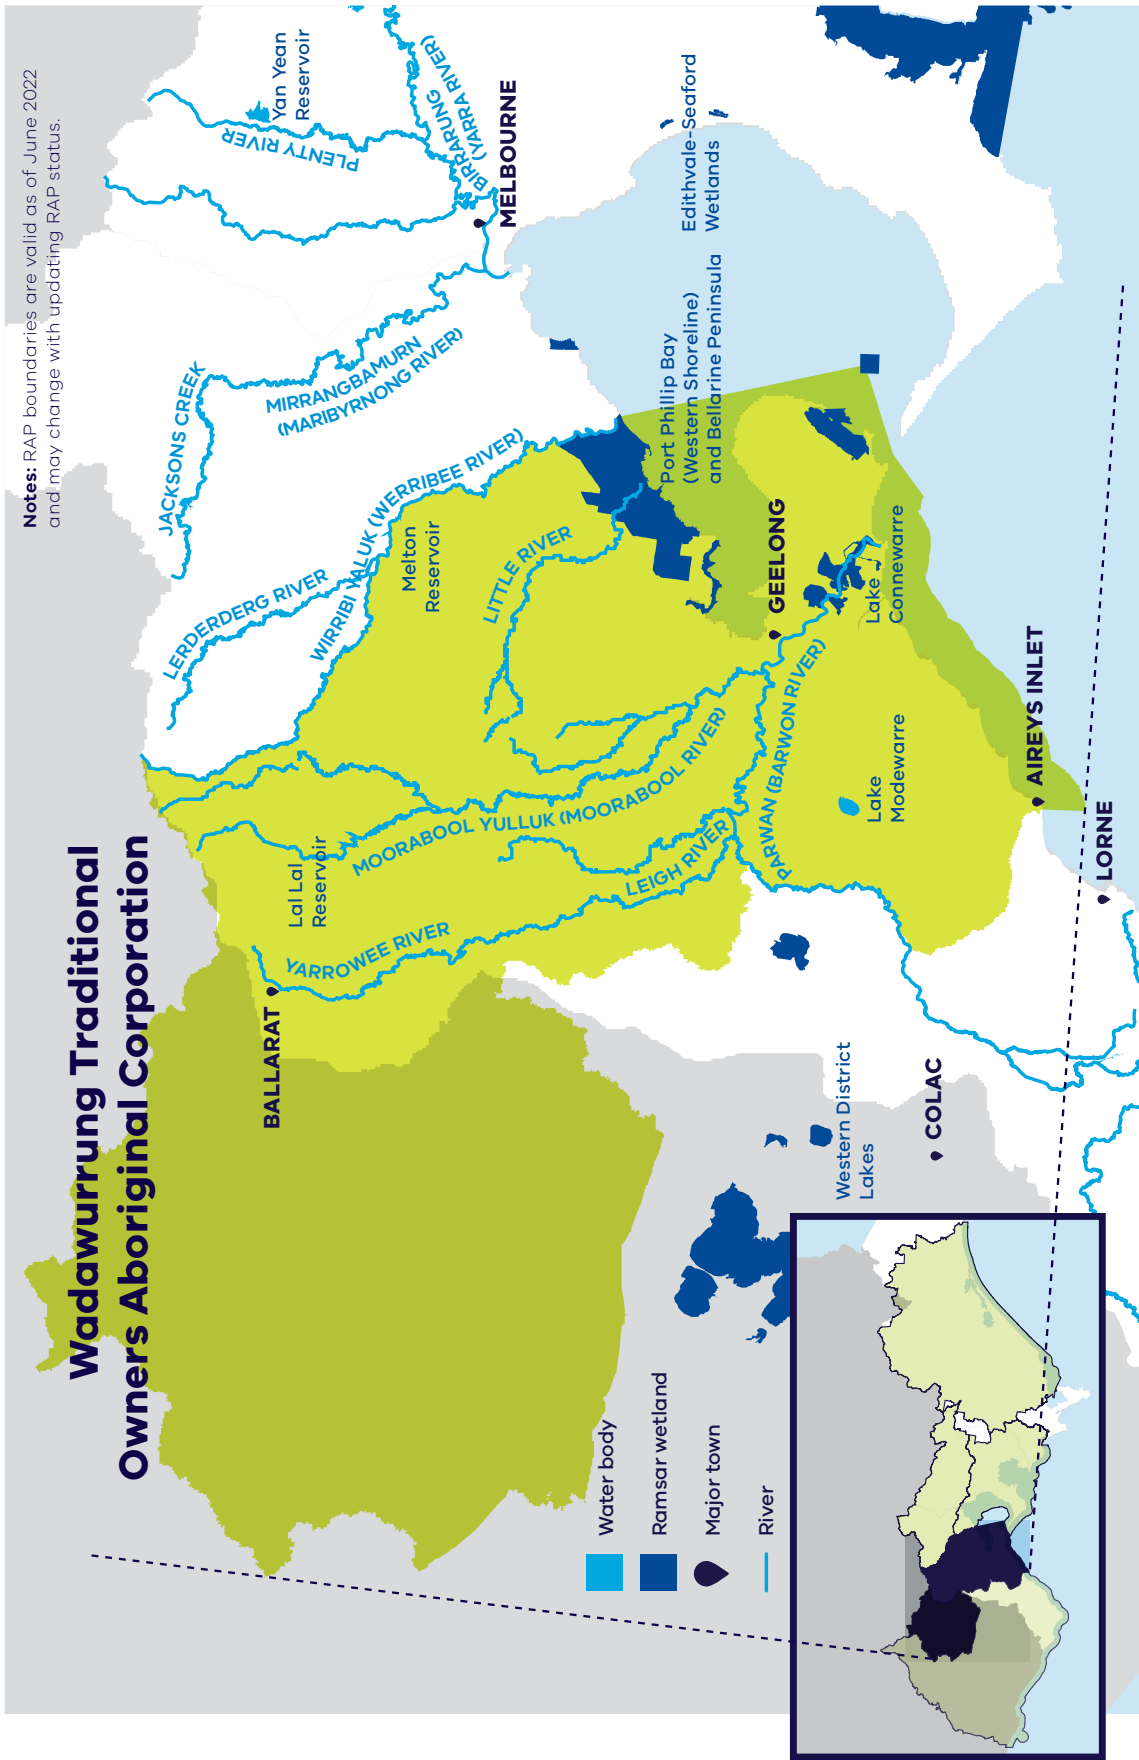 Wadawurrung Traditional
Owners Aboriginal Corporation
Notes: RAP boundaries are valid as of June 2022
and may change with updating RAP status.
Yan Yean
Reservoir
PLENTY RIVER
BIRRARUNG
(YARRA RIVER)
MELBOURNE
JACKSONS CREEK
MIRRANGBAMURN
(MARIBYRNONG RIVER)
LERDERDERG RIVER
WIRRIBI YALUK (WERRIBEE RIVER)
Melton
Reservoir
LITTLE RIVER
Edithvale-Seaford
Wetlands
Port Phillip Bay
(Western Shoreline)
and Bellarine Peninsula
GEELONG
Lake
Connewarre
Lal Lal
Reservoir
MOORABOOL YULLUK (MOORABOOL RIVER)
BALLARAT
YARROWEE RIVER
LEIGH RIVER
PARWAN (BARWON RIVER)
Lake
Modewarre
AIREYS INLET
LORNE
COLAC
Western District
Lakes
Water body
Ramsar wetland
Major town
River